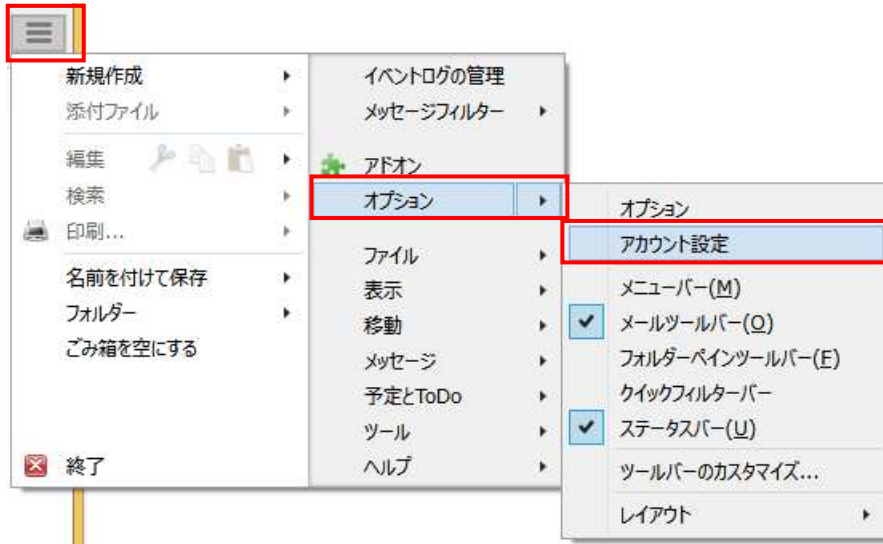 新規作成
添付ファイル
編集
検索
印刷...
名前を付けて保存
フォルダー
ごみ箱を空にする
終了
イベントログの管理
メッセージフィルター
アドオン
オプション
ファイル
表示
移動
メッセージ
予定とToDo
ツール
ヘルプ
オプション
アカウント設定
メニューバー(M)
メールツールバー(O)
フォルダーペインツールバー(F)
クイックフィルターバー
ステータスバー(U)
ツールバーのカスタマイズ...
レイアウト